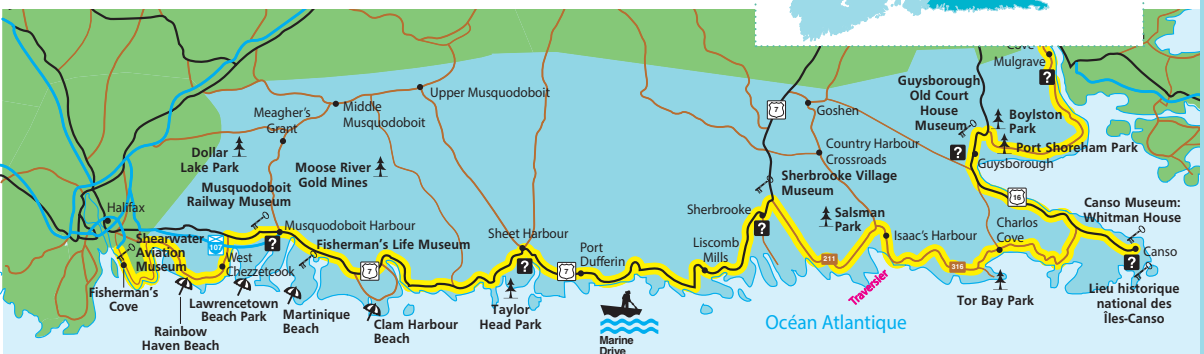 Cove
Mulgrave
?
Guysborough
Old Court
House
Museum
Boylston
Park
Port Shoreham Park
?
Guysborough
16
7
Goshen
Country Harbour
Crossroads
Sherbrooke Village
Museum
Upper Musquodoboit
Middle
Musquodoboit
Meagher's
Grant
Dollar
Lake Park
Moose River
Gold Mines
Musquodoboit
Railway Museum
Halifax
Shearwater
Aviation
Museum
107
West
Chezzetcook
Musquodoboit Harbour
?
Fisherman's Life Museum
7
Sheet Harbour
?
7
Port
Dufferin
Liscomb
Mills
Sherbrooke
?
Salsman
Park
Isaac's Harbour
211
Traversier
316
Charlos
Cove
316
Tor Bay Park
Canso Museum:
Whitman House
Canso
?
Lieu historique
national des
Îles-Canso
Fisherman's
Cove
Rainbow
Haven Beach
Lawrencetown
Beach Park
Martinique
Beach
Clam Harbour
Beach
Taylor
Head Park
Marine
Drive
Océan Atlantique